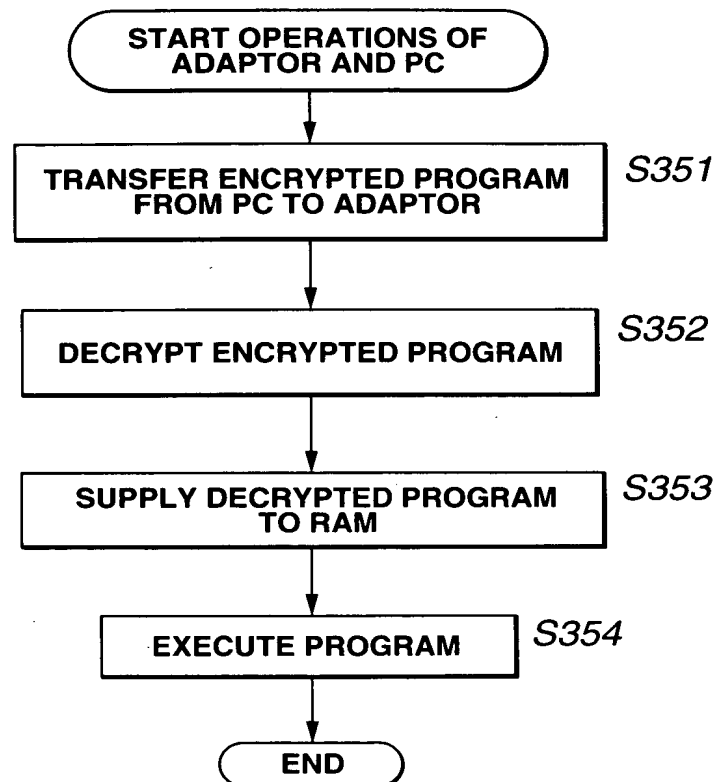 START OPERATIONS OF
ADAPTOR AND PC
TRANSFER ENCRYPTED PROGRAM
FROM PC TO ADAPTOR
S351
DECRYPT ENCRYPTED PROGRAM
S352
SUPPLY DECRYPTED PROGRAM
TO RAM
S353
EXECUTE PROGRAM
S354
END